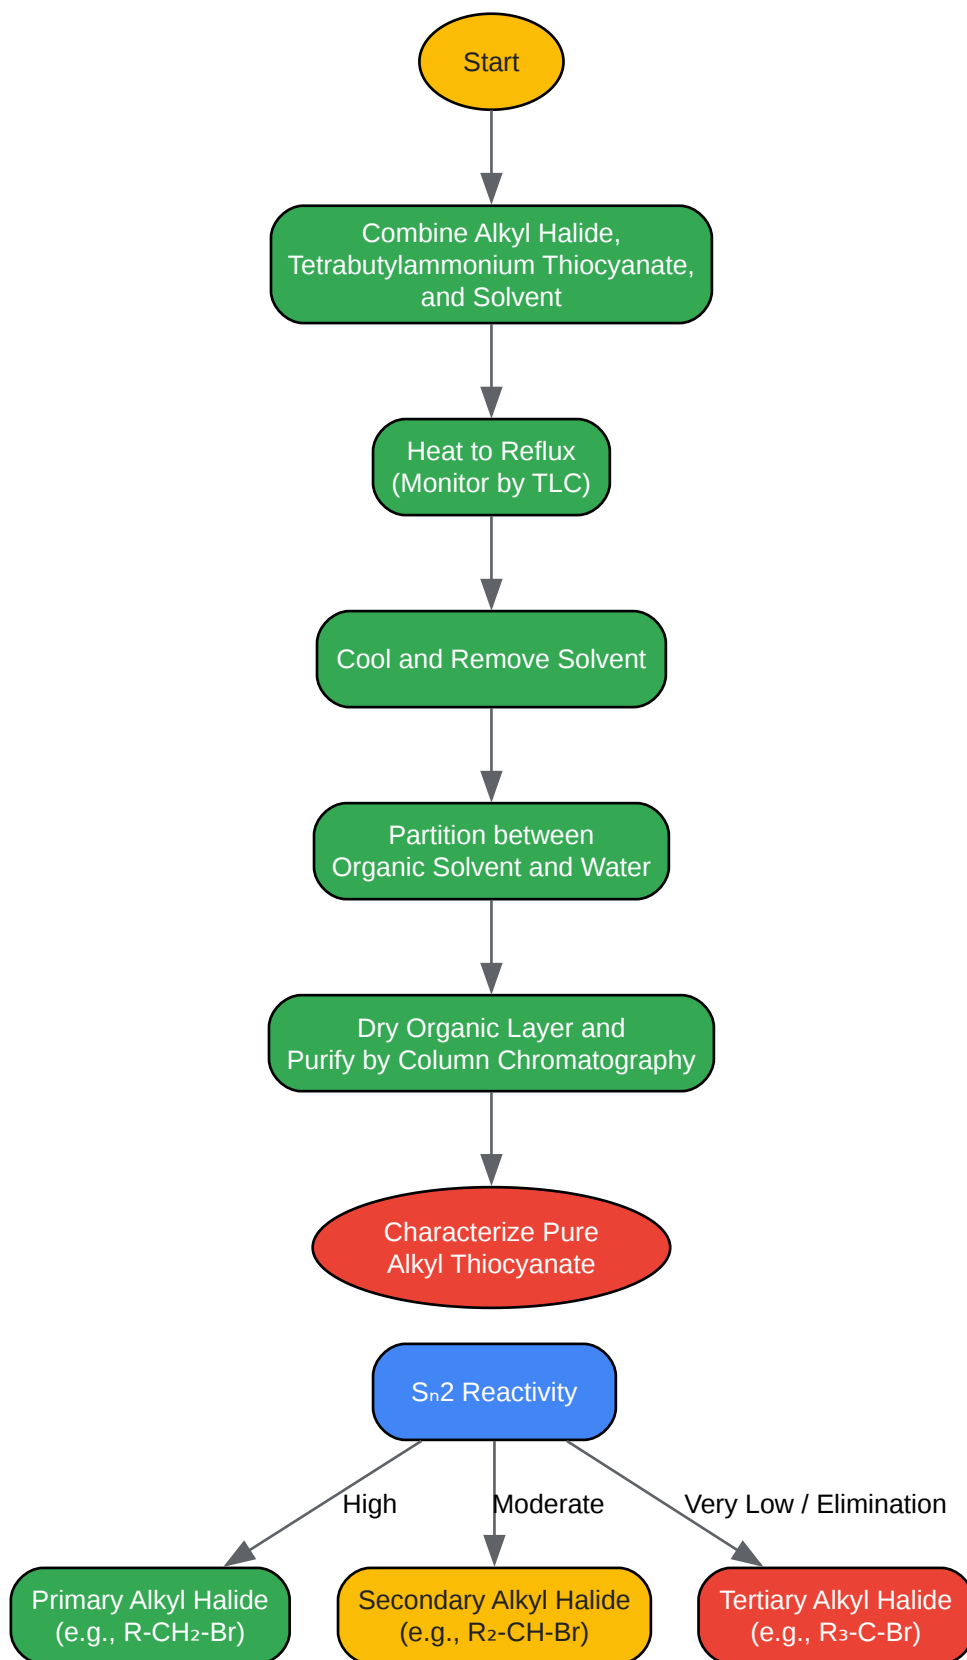 Start
Combine Alkyl Halide,
Tetrabutylammonium Thiocyanate,
and Solvent
Heat to Reflux
(Monitor by TLC)
Cool and Remove Solvent
Partition between
Organic Solvent and Water
Dry Organic Layer and
Purify by Column Chromatography
Characterize Pure
Alkyl Thiocyanate
Sₙ2 Reactivity
High
Moderate
Very Low / Elimination
Primary Alkyl Halide
(e.g., R-CH₂-Br)
Secondary Alkyl Halide
(e.g., R₂-CH-Br)
Tertiary Alkyl Halide
(e.g., R₃-C-Br)